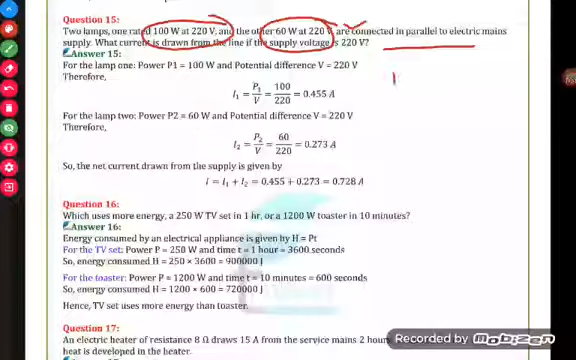 Question 15:
Two lamps, one rated 100 W at 220 V, and the other 60 W at 220 V, are connected in parallel to electric mains
supply. What current is drawn from the line if the supply voltage is 220 V?
Answer 15:
For the lamp one: Power P1 = 100 W and Potential difference V = 220 V
Therefore,
I₁ = P₁/V = 100/220 = 0.455 A
For the lamp two: Power P2 = 60 W and Potential difference V = 220 V
Therefore,
I₂ = P₂/V = 60/220 = 0.273 A
So, the net current drawn from the supply is given by
I = I₁ + I₂ = 0.455 + 0.273 = 0.728 A
Question 16:
Which uses more energy, a 250 W TV set in 1 hr, or a 1200 W toaster in 10 minutes?
Answer 16:
Energy consumed by an electrical appliance is given by H = Pt
For the TV set: Power P = 250 W and time t = 1 hour = 3600 seconds
So, energy consumed H = 250 × 3600 = 900000 J
For the toaster: Power P = 1200 W and time t = 10 minutes = 600 seconds
So, energy consumed H = 1200 × 600 = 720000 J
Hence, TV set uses more energy than toaster.
Question 17:
An electric heater of resistance 8 Ω draws 15 A from the service mains 2 hours
heat is developed in the heater.
Recorded by mobizen